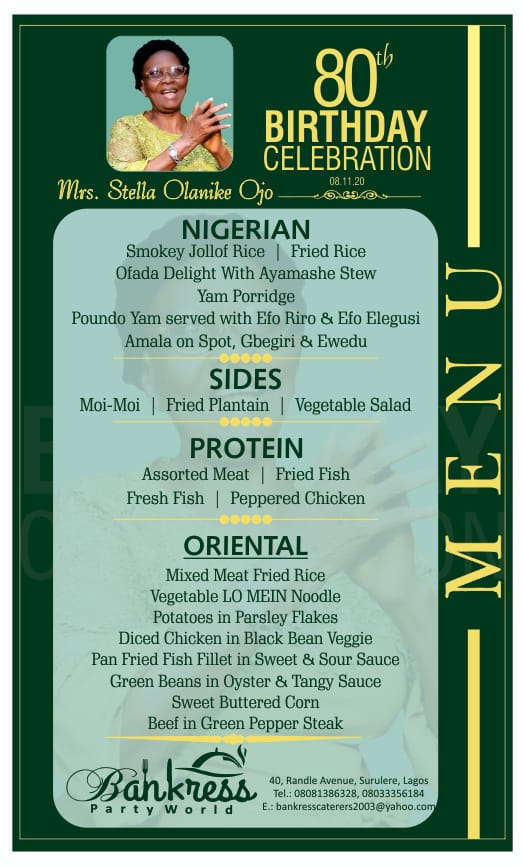 80th
BIRTHDAY
CELEBRATION
08.11.20
Mrs. Stella Olanike Ojo
MENU
NIGERIAN
Smokey Jollof Rice | Fried Rice
Ofada Delight With Ayamashe Stew
Yam Porridge
Poundo Yam served with Efo Riro & Efo Elegusi
Amala on Spot, Gbegiri & Ewedu
SIDES
Moi-Moi | Fried Plantain | Vegetable Salad
PROTEIN
Assorted Meat | Fried Fish
Fresh Fish | Peppered Chicken
ORIENTAL
Mixed Meat Fried Rice
Vegetable LO MEIN Noodle
Potatoes in Parsley Flakes
Diced Chicken in Black Bean Veggie
Pan Fried Fish Fillet in Sweet & Sour Sauce
Green Beans in Oyster & Tangy Sauce
Sweet Buttered Corn
Beef in Green Pepper Steak
Bankress
Party World
40, Randle Avenue, Surulere, Lagos
Tel.: 08081386328, 08033356184
E.: bankresscaterers2003@yahoo.com